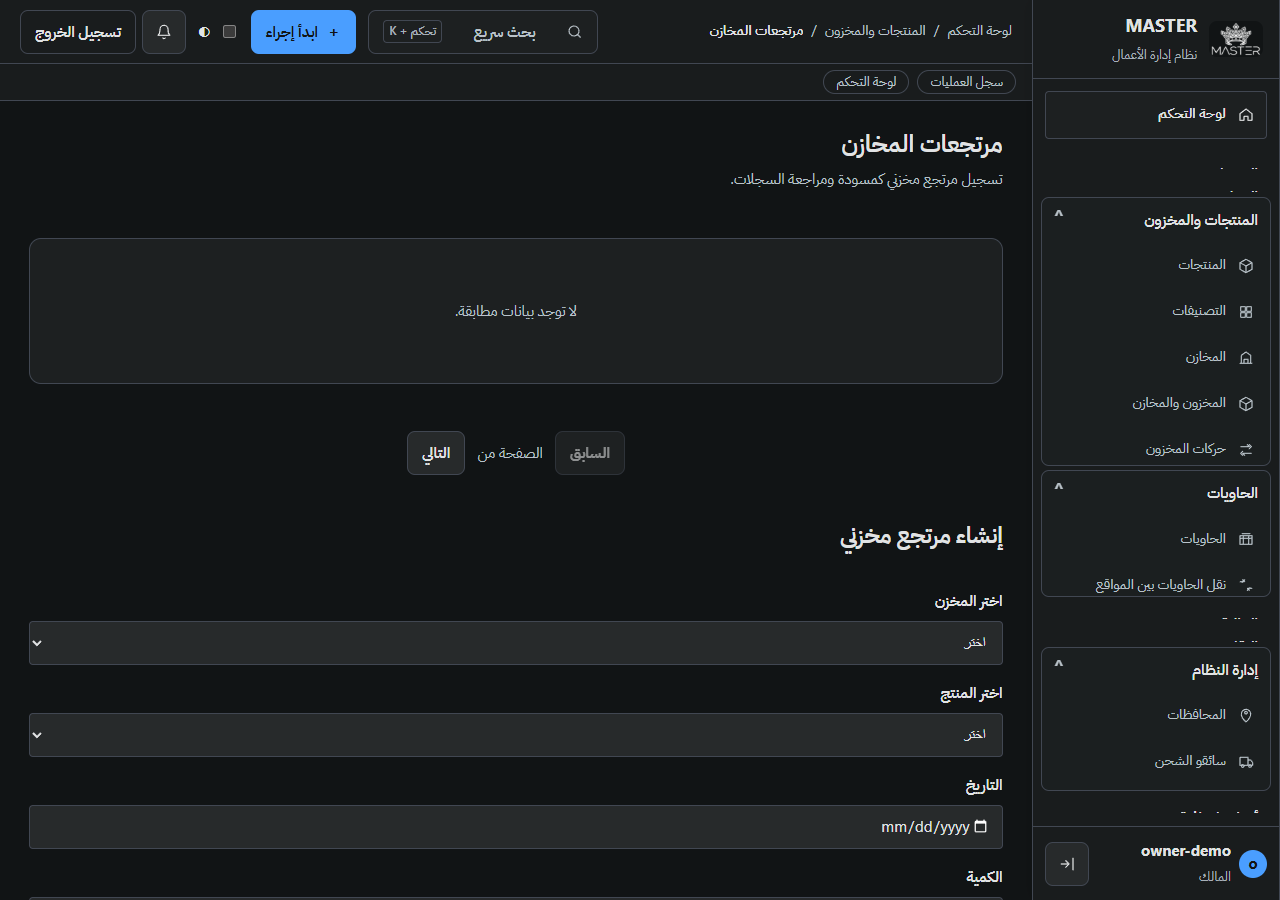 MASTER
نظام إدارة الأعمال
MASTER
لوحة التحكم / المنتجات والمخزون / مرتجعات المخازن
بحث سريع
تحكم + K
+ ابدأ إجراء
تسجيل الخروج
سجل العمليات
لوحة التحكم
لوحة التحكم
المنتجات والمخزون
المنتجات
التصنيفات
المخازن
المخزون والمخازن
حركات المخزون
الحاويات
الحاويات
نقل الحاويات بين المواقع
إدارة النظام
المحافظات
سائقو الشحن
owner-demo
المالك
o
مرتجعات المخازن
تسجيل مرتجع مخزني كمسودة ومراجعة السجلات.
لا توجد بيانات مطابقة.
السابق
الصفحة من
التالي
إنشاء مرتجع مخزني
اختر المخزن
اختر
اختر المنتج
اختر
التاريخ
mm/dd/yyyy
الكمية